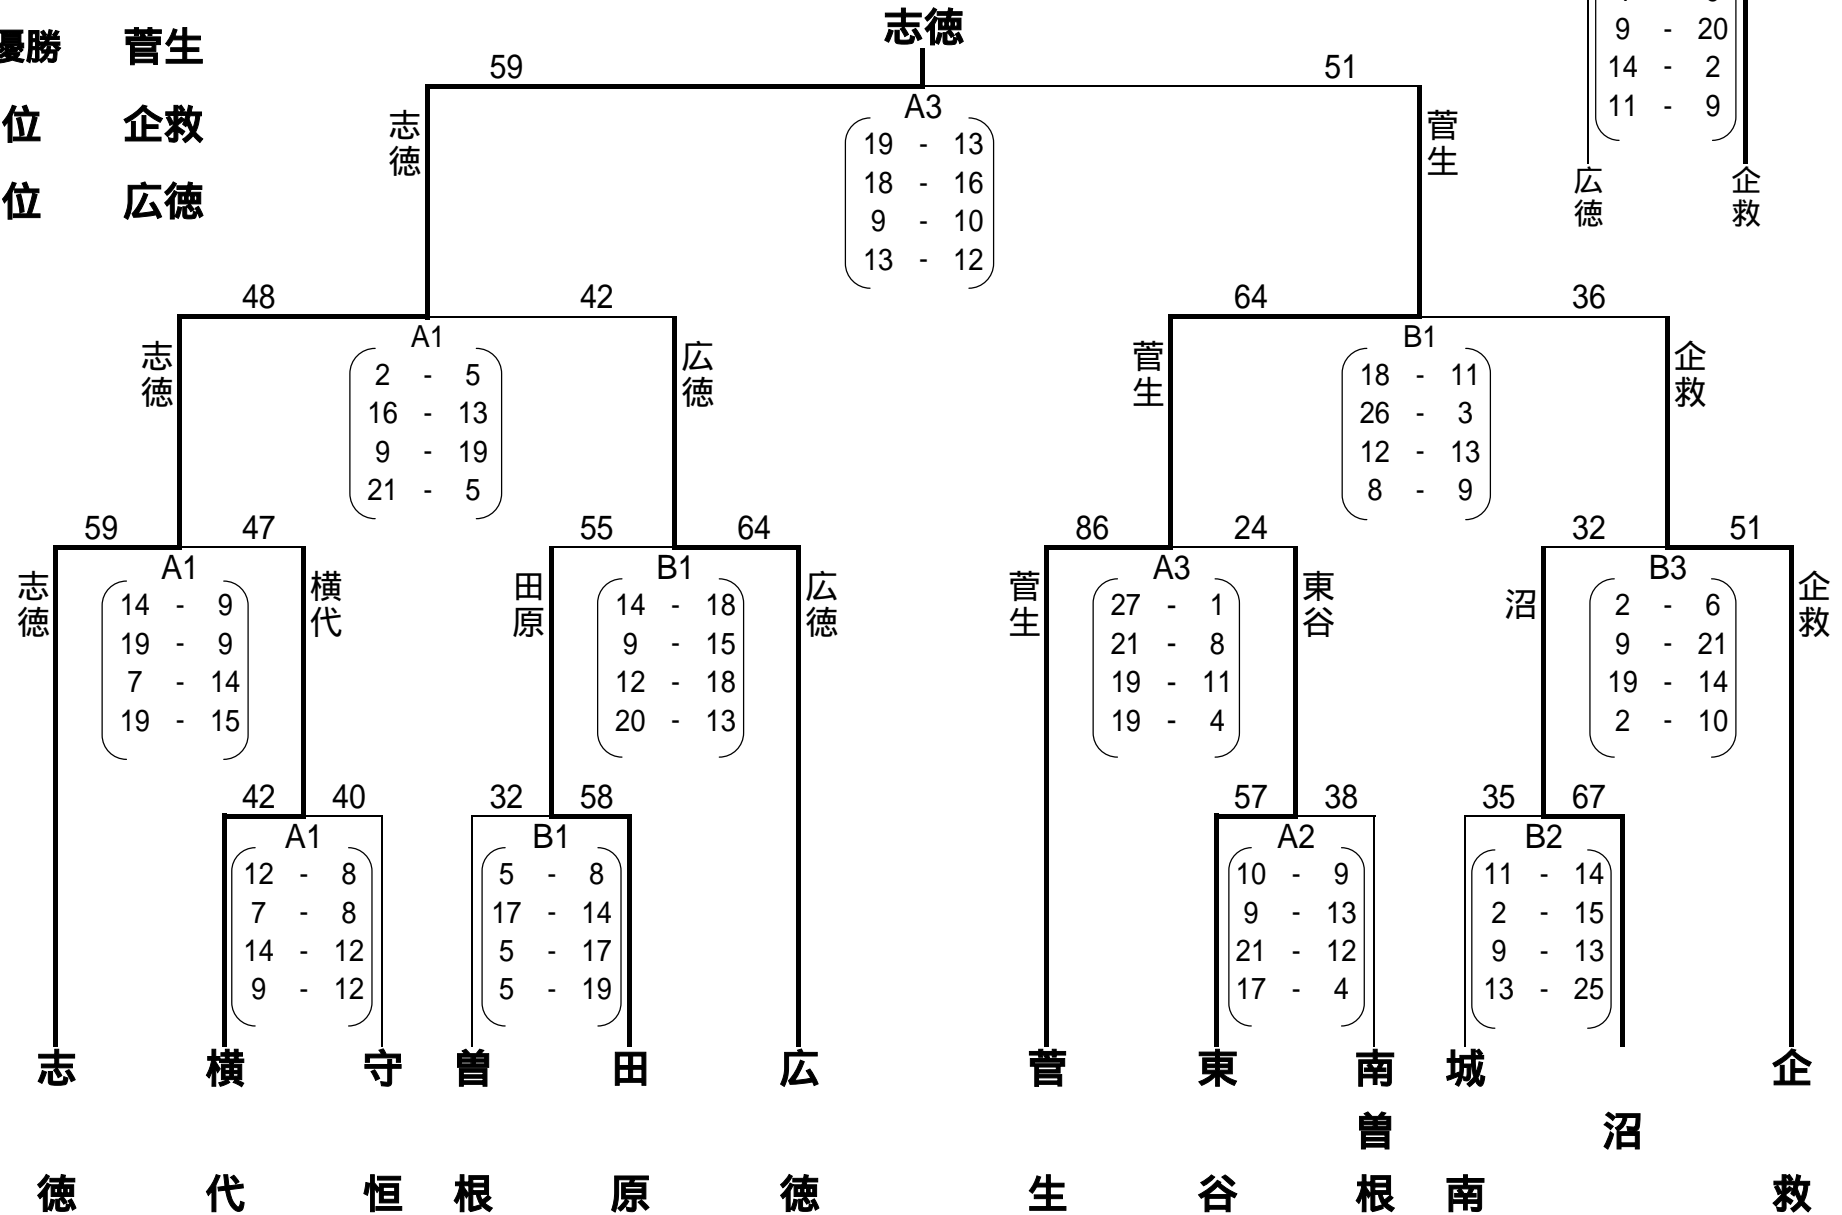 志徳
優勝 菅生
位 企救
位 広徳
9 - 20
14 - 2
11 - 9
広徳 企救
59 51
A3
志徳 菅生
19 - 13
18 - 16
9 - 10
13 - 12
48 42
A1
志徳 広徳
2 - 5
16 - 13
9 - 19
21 - 5
64 36
B1
菅生 企救
18 - 11
26 - 3
12 - 13
8 - 9
59 47
A1
志徳 横代
14 - 9
19 - 9
7 - 14
19 - 15
55 64
B1
田原 広徳
14 - 18
9 - 15
12 - 18
20 - 13
86 24
A3
菅生 東谷
27 - 1
21 - 8
19 - 11
19 - 4
32 51
B3
沼 企救
2 - 6
9 - 21
19 - 14
2 - 10
42 40
A1
12 - 8
7 - 8
14 - 12
9 - 12
32 58
B1
5 - 8
17 - 14
5 - 17
5 - 19
57 38
A2
10 - 9
9 - 13
21 - 12
17 - 4
35 67
B2
11 - 14
2 - 15
9 - 13
13 - 25
志徳 横代 守恒 曽根 田原 広徳 菅生 東谷 南曽根 城南 沼 企救